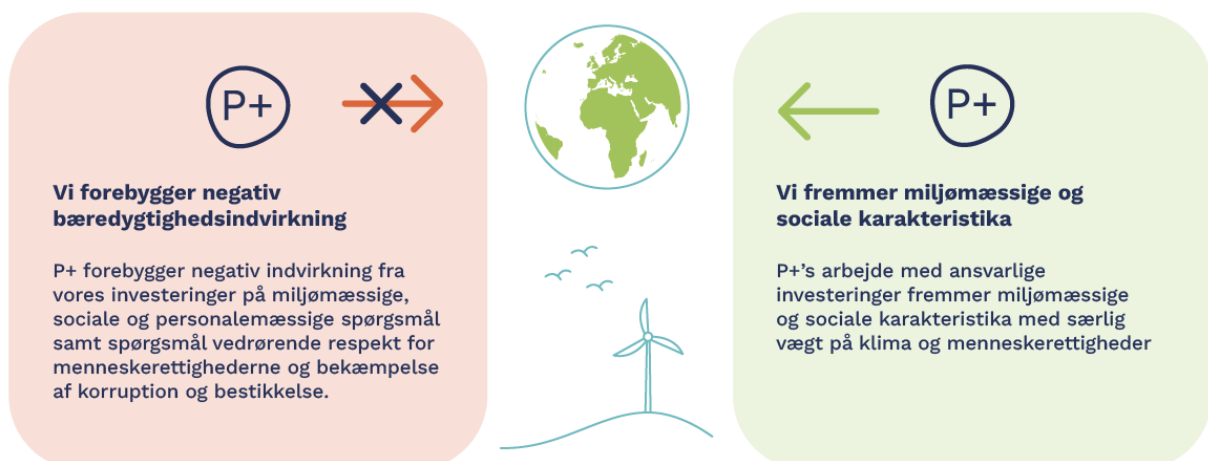 P+
Vi forebygger negativ
bæredygtighedsindvirkning
P+ forebygger negativ indvirkning fra
vores investeringer på miljømæssige,
sociale og personalemæssige spørgsmål
samt spørgsmål vedrørende respekt for
menneskerettighederne og bekæmpelse
af korruption og bestikkelse.
P+
Vi fremmer miljømæssige og
sociale karakteristika
P+’s arbejde med ansvarlige
investeringer fremmer miljømæssige
og sociale karakteristika med særlig
vægt på klima og menneskerettigheder